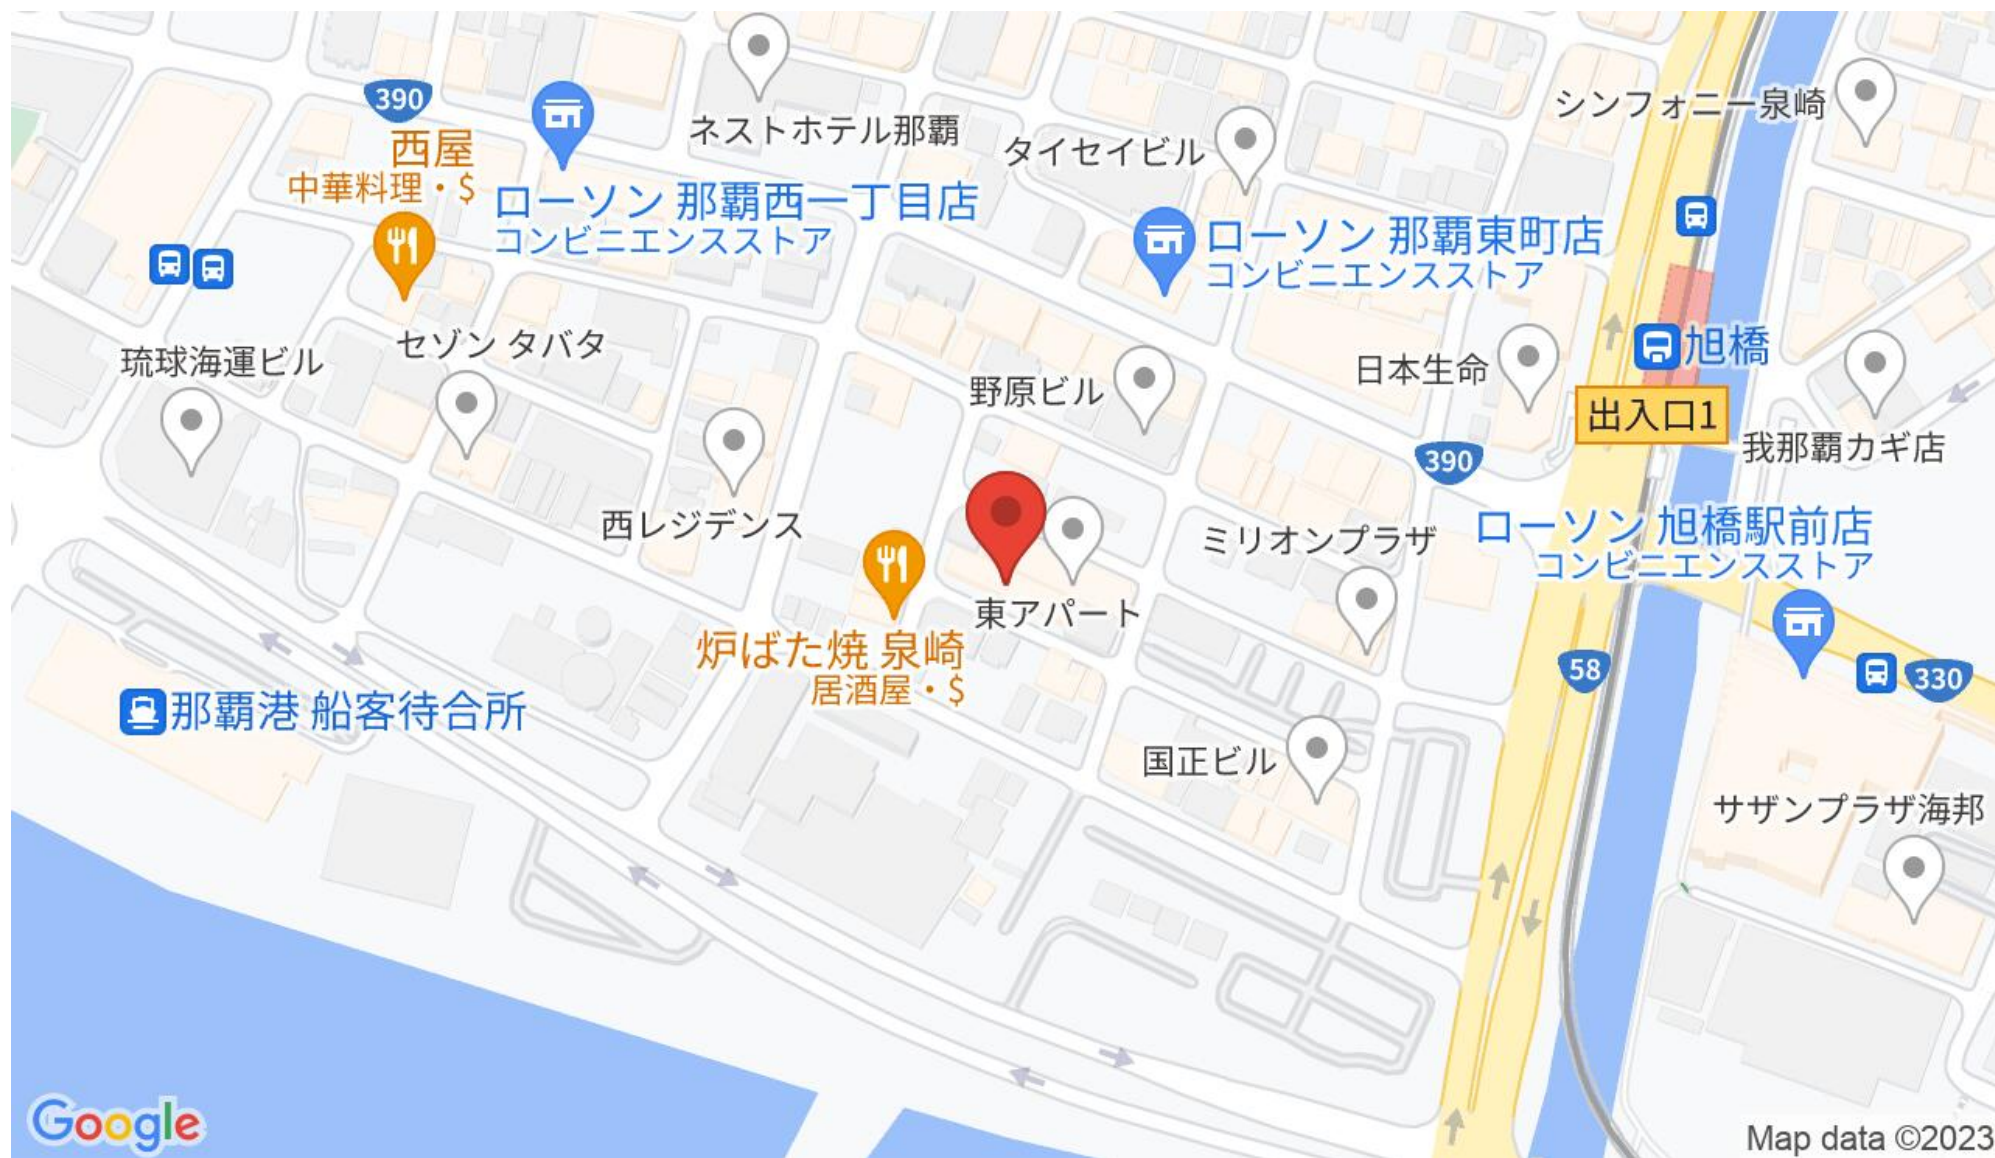 390
西屋
中華料理・$
ローソン 那覇西一丁目店
コンビニエンスストア
ネストホテル那覇
タイセイビル
シンフォニー泉崎
ローソン 那覇東町店
コンビニエンスストア
琉球海運ビル
セゾン タバタ
野原ビル
日本生命
旭橋
出入口1
我那覇カギ店
390
西レジデンス
ミリオンプラザ
ローソン 旭橋駅前店
コンビニエンスストア
東アパート
炉ばた焼 泉崎
居酒屋・$
58
330
那覇港 船客待合所
国正ビル
サザンプラザ海邦
Google
Map data ©2023